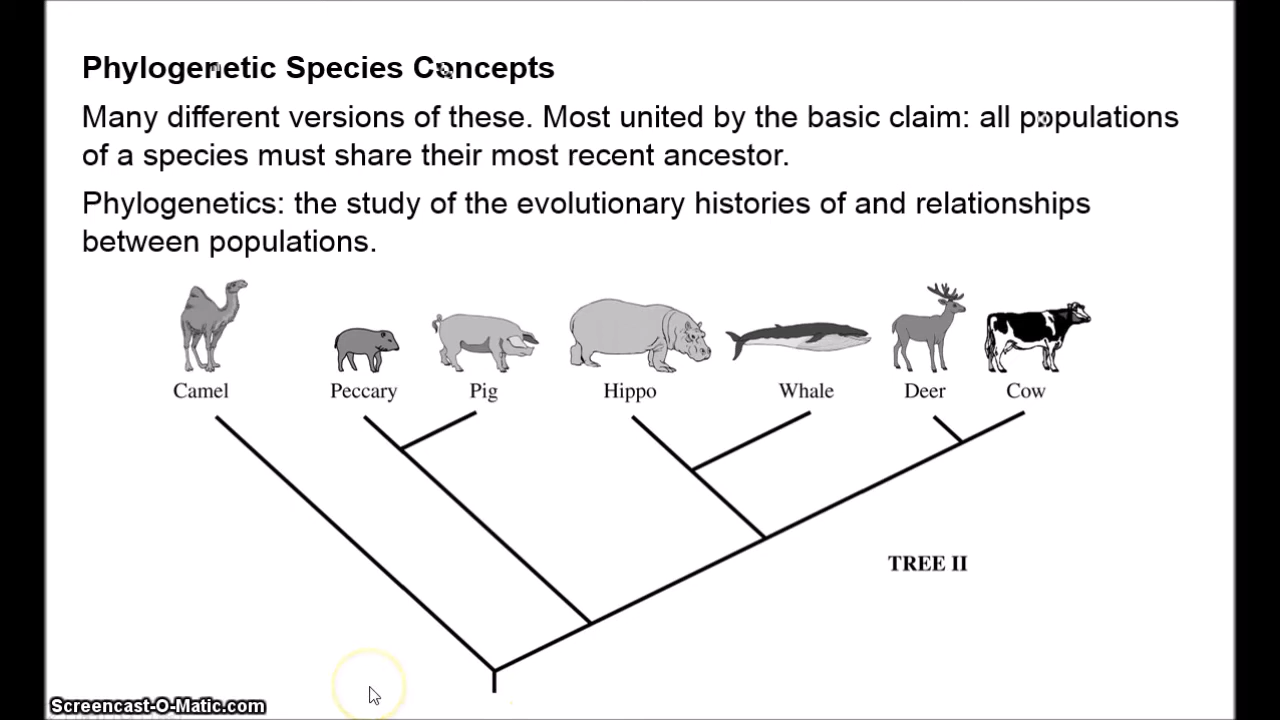 Phylogenetic Species Concepts
Many different versions of these. Most united by the basic claim: all populations
of a species must share their most recent ancestor.
Phylogenetics: the study of the evolutionary histories of and relationships
between populations.
Camel Peccary Pig Hippo Whale Deer Cow
TREE II
Screencast-O-Matic.com